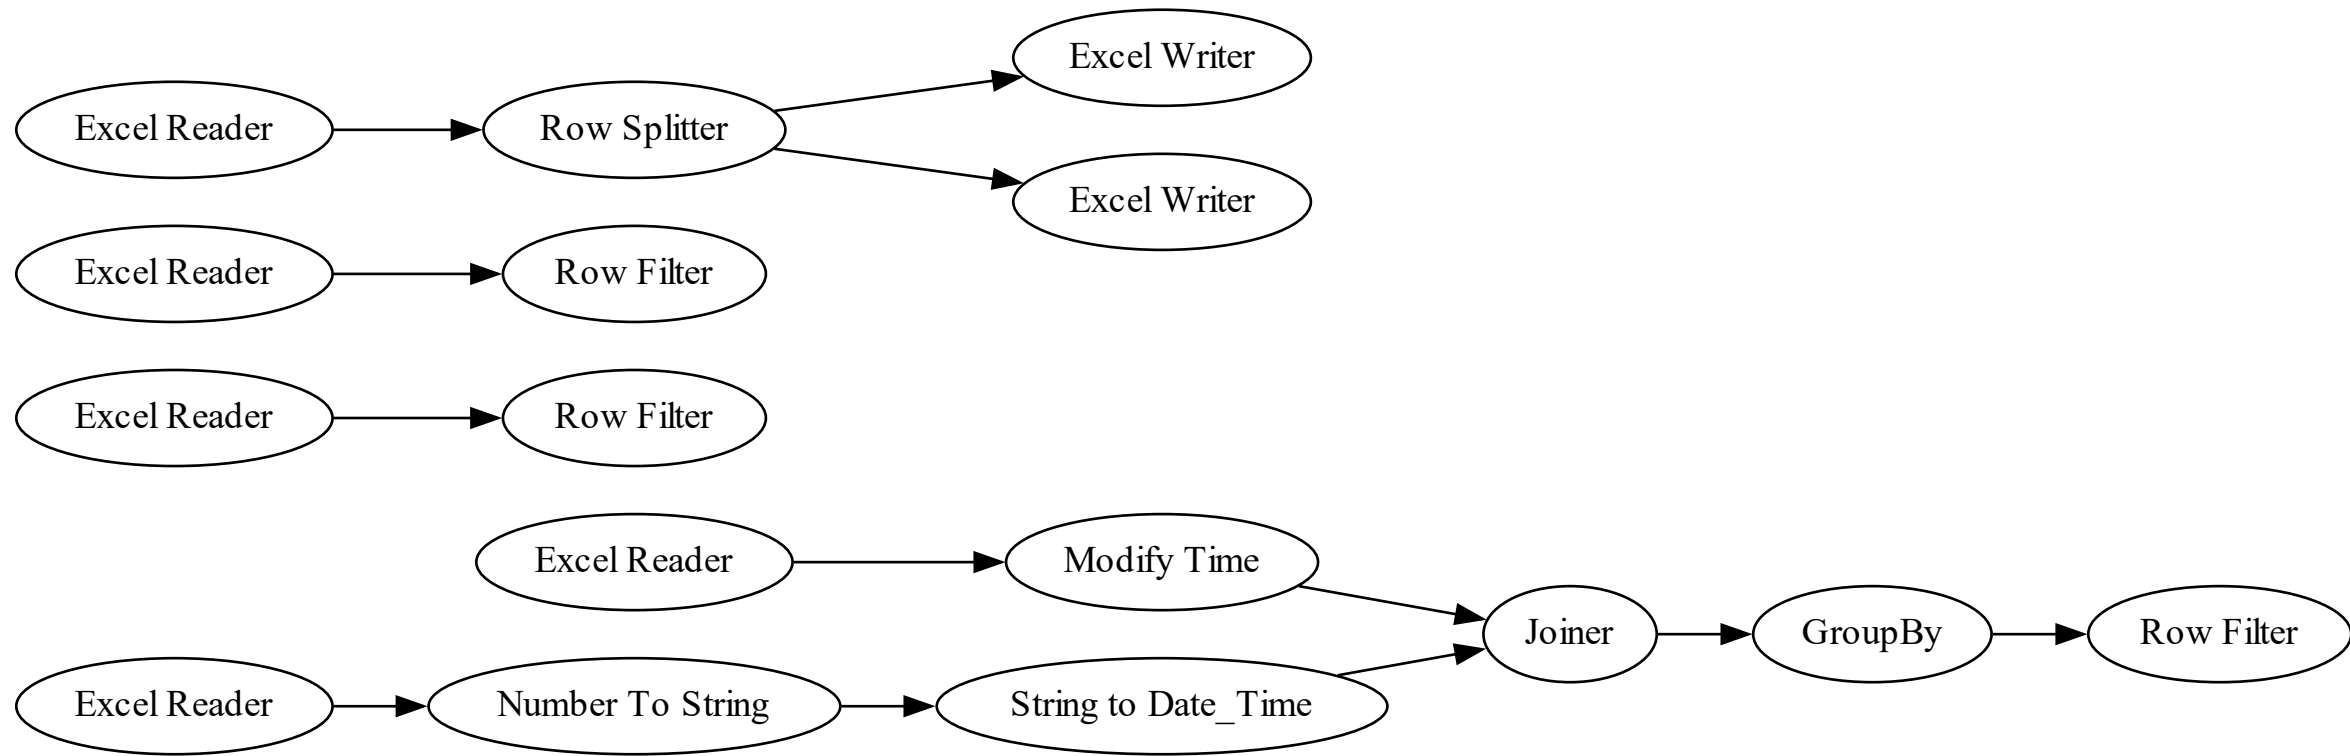 Excel Writer
Excel Reader
Row Splitter
Excel Writer
Excel Reader
Row Filter
Excel Reader
Row Filter
Excel Reader
Modify Time
Joiner
GroupBy
Row Filter
Excel Reader
Number To String
String to Date_Time